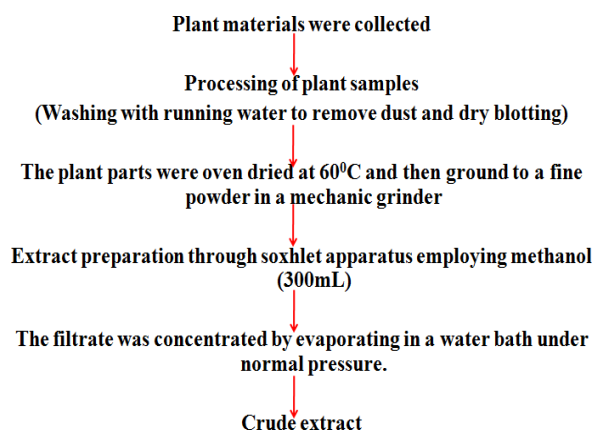 Plant materials were collected
Processing of plant samples
(Washing with running water to remove dust and dry blotting)
The plant parts were oven dried at 60⁰C and then ground to a fine
powder in a mechanic grinder
Extract preparation through soxhlet apparatus employing methanol
(300mL)
The filtrate was concentrated by evaporating in a water bath under
normal pressure.
Crude extract